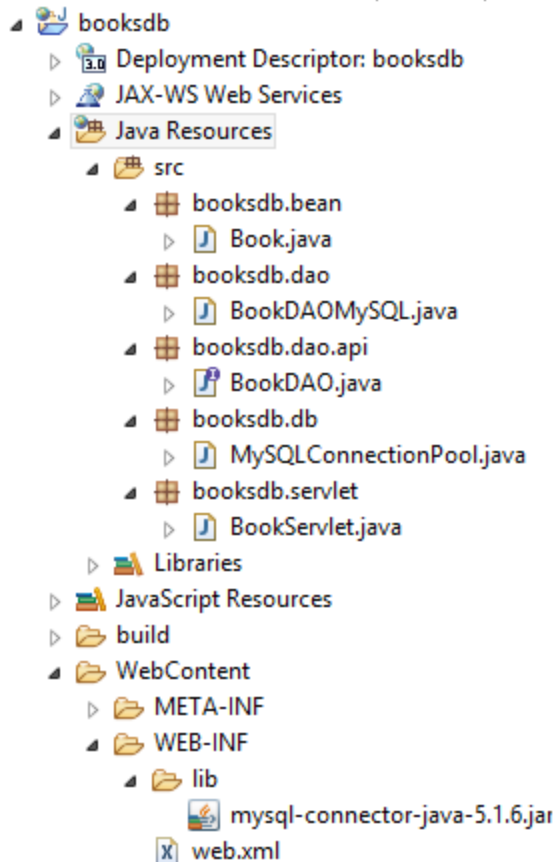 booksdb
3.0 Deployment Descriptor: booksdb
JAX-WS Web Services
Java Resources
src
booksdb.bean
J Book.java
booksdb.dao
J BookDAOMySQL.java
booksdb.dao.api
J BookDAO.java
booksdb.db
J MySQLConnectionPool.java
booksdb.servlet
J BookServlet.java
Libraries
JavaScript Resources
build
WebContent
META-INF
WEB-INF
lib
mysql-connector-java-5.1.6.jar
X web.xml